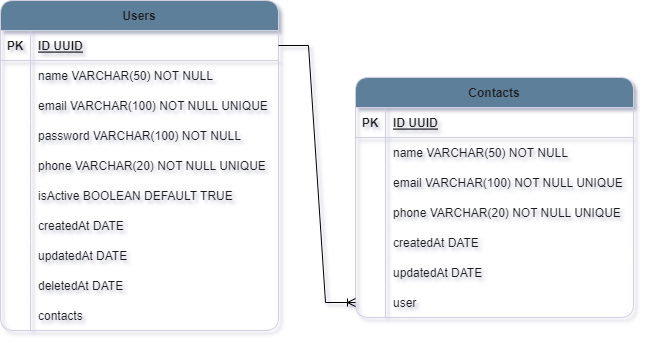 Users
PK ID UUID
name VARCHAR(50) NOT NULL
email VARCHAR(100) NOT NULL UNIQUE
password VARCHAR(100) NOT NULL
phone VARCHAR(20) NOT NULL UNIQUE
isActive BOOLEAN DEFAULT TRUE
createdAt DATE
updatedAt DATE
deletedAt DATE
contacts
Contacts
PK ID UUID
name VARCHAR(50) NOT NULL
email VARCHAR(100) NOT NULL UNIQUE
phone VARCHAR(20) NOT NULL UNIQUE
createdAt DATE
updatedAt DATE
user